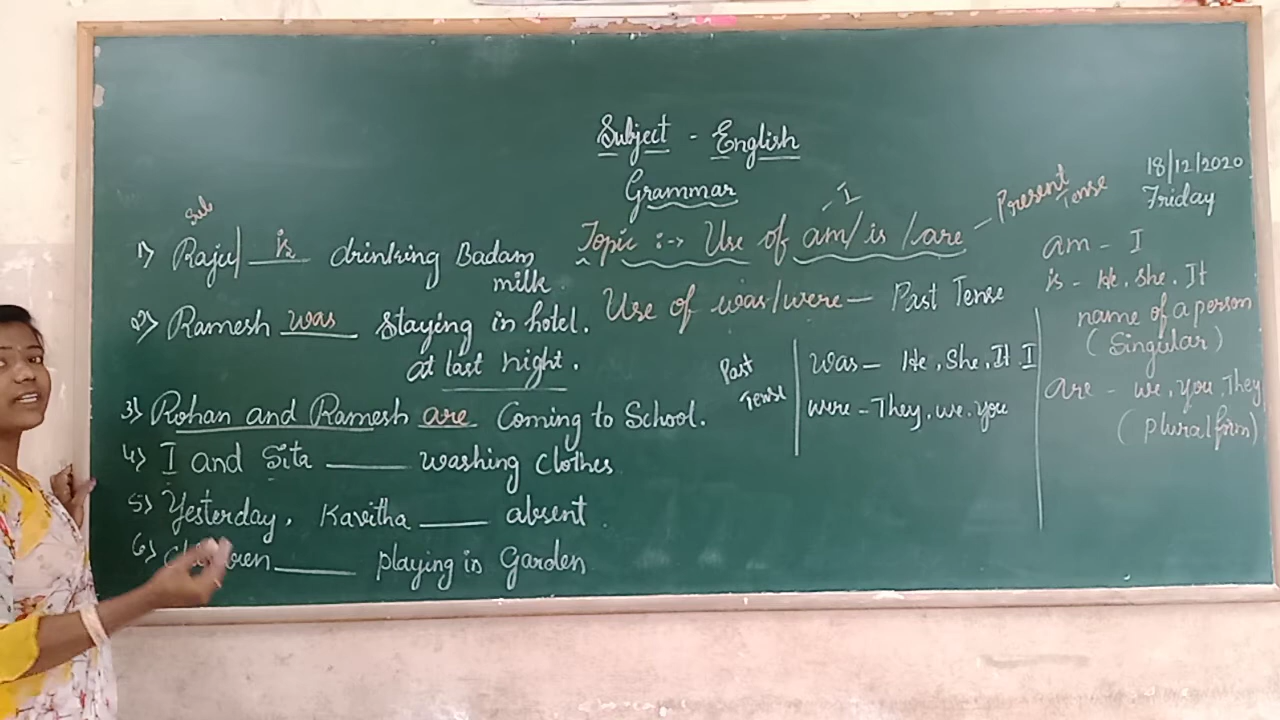 Subject - English
Grammar
18/12/2020
Friday
Topic :-> Use of am/is/are - Present Tense
I
Use of was/were - Past Tense
Sub
1) Raju| is drinking Badam
milk.
2) Ramesh was staying in hotel.
at last night.
3) Rohan and Ramesh are Coming to School.
4) I and Sita ____ washing clothes
5) Yesterday, Kavitha ____ absent.
6) ____ playing in Garden
Past Tense
was - He, She, It I
were - They, we, you
am - I
is - He, She, It
name of a person
(Singular)
are - we, you, They
(plural form)